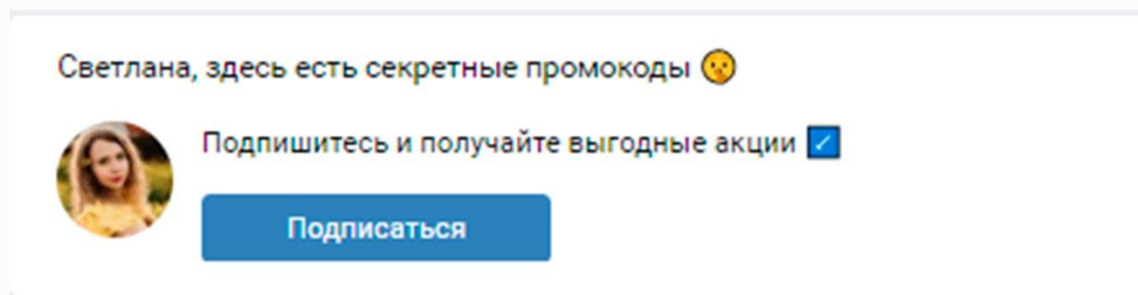 Светлана, здесь есть секретные промокоды 🤫
Подпишитесь и получайте выгодные акции ☑
Подписаться